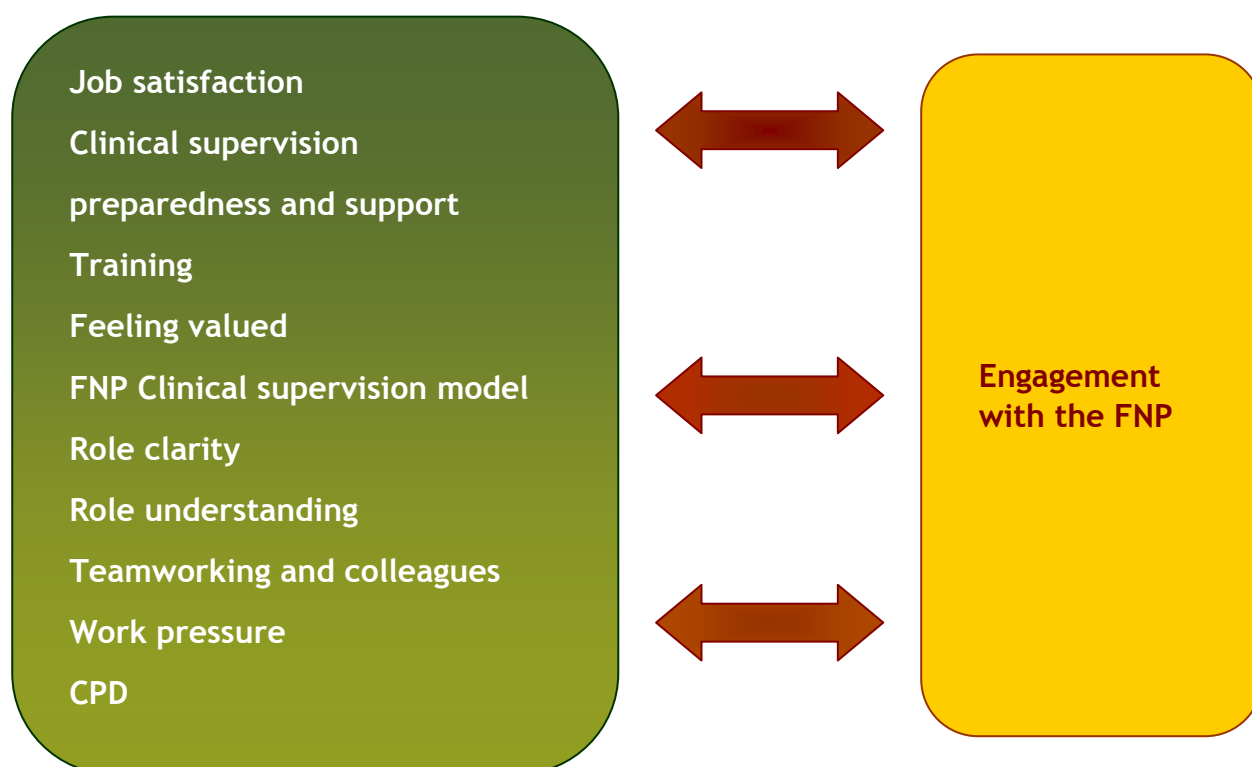 Job satisfaction
Clinical supervision
preparedness and support
Training
Feeling valued
FNP Clinical supervision model
Role clarity
Role understanding
Teamworking and colleagues
Work pressure
CPD
Engagement
with the FNP